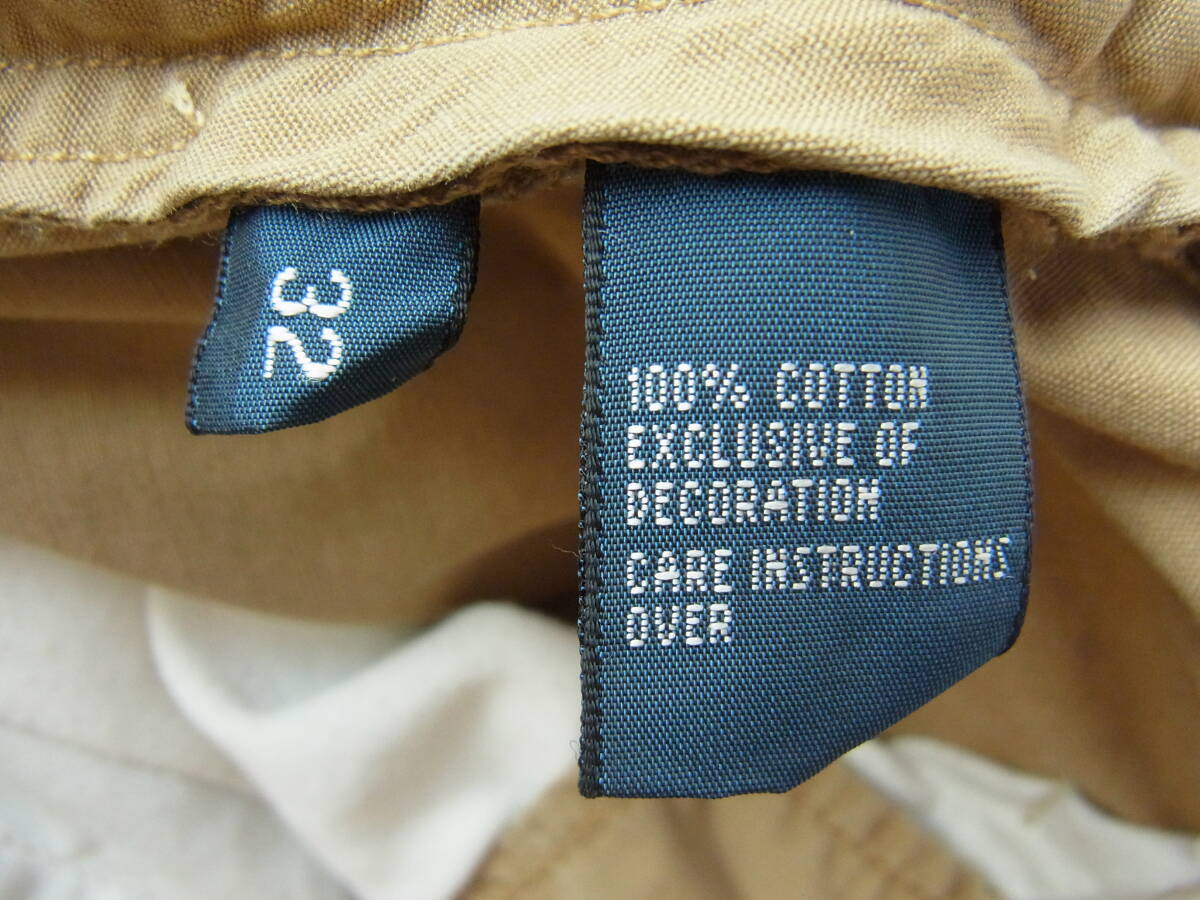 32
100% COTTON
EXCLUSIVE OF
DECORATION
CARE INSTRUCTIONS
OVER